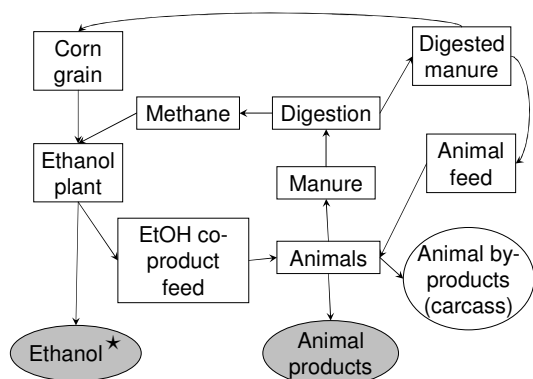 Corn
grain
Digested
manure
Methane
Digestion
Ethanol
plant
Manure
Animal
feed
EtOH co-
product
feed
Animals
Animal by-
products
(carcass)
Ethanol ★
Animal
products